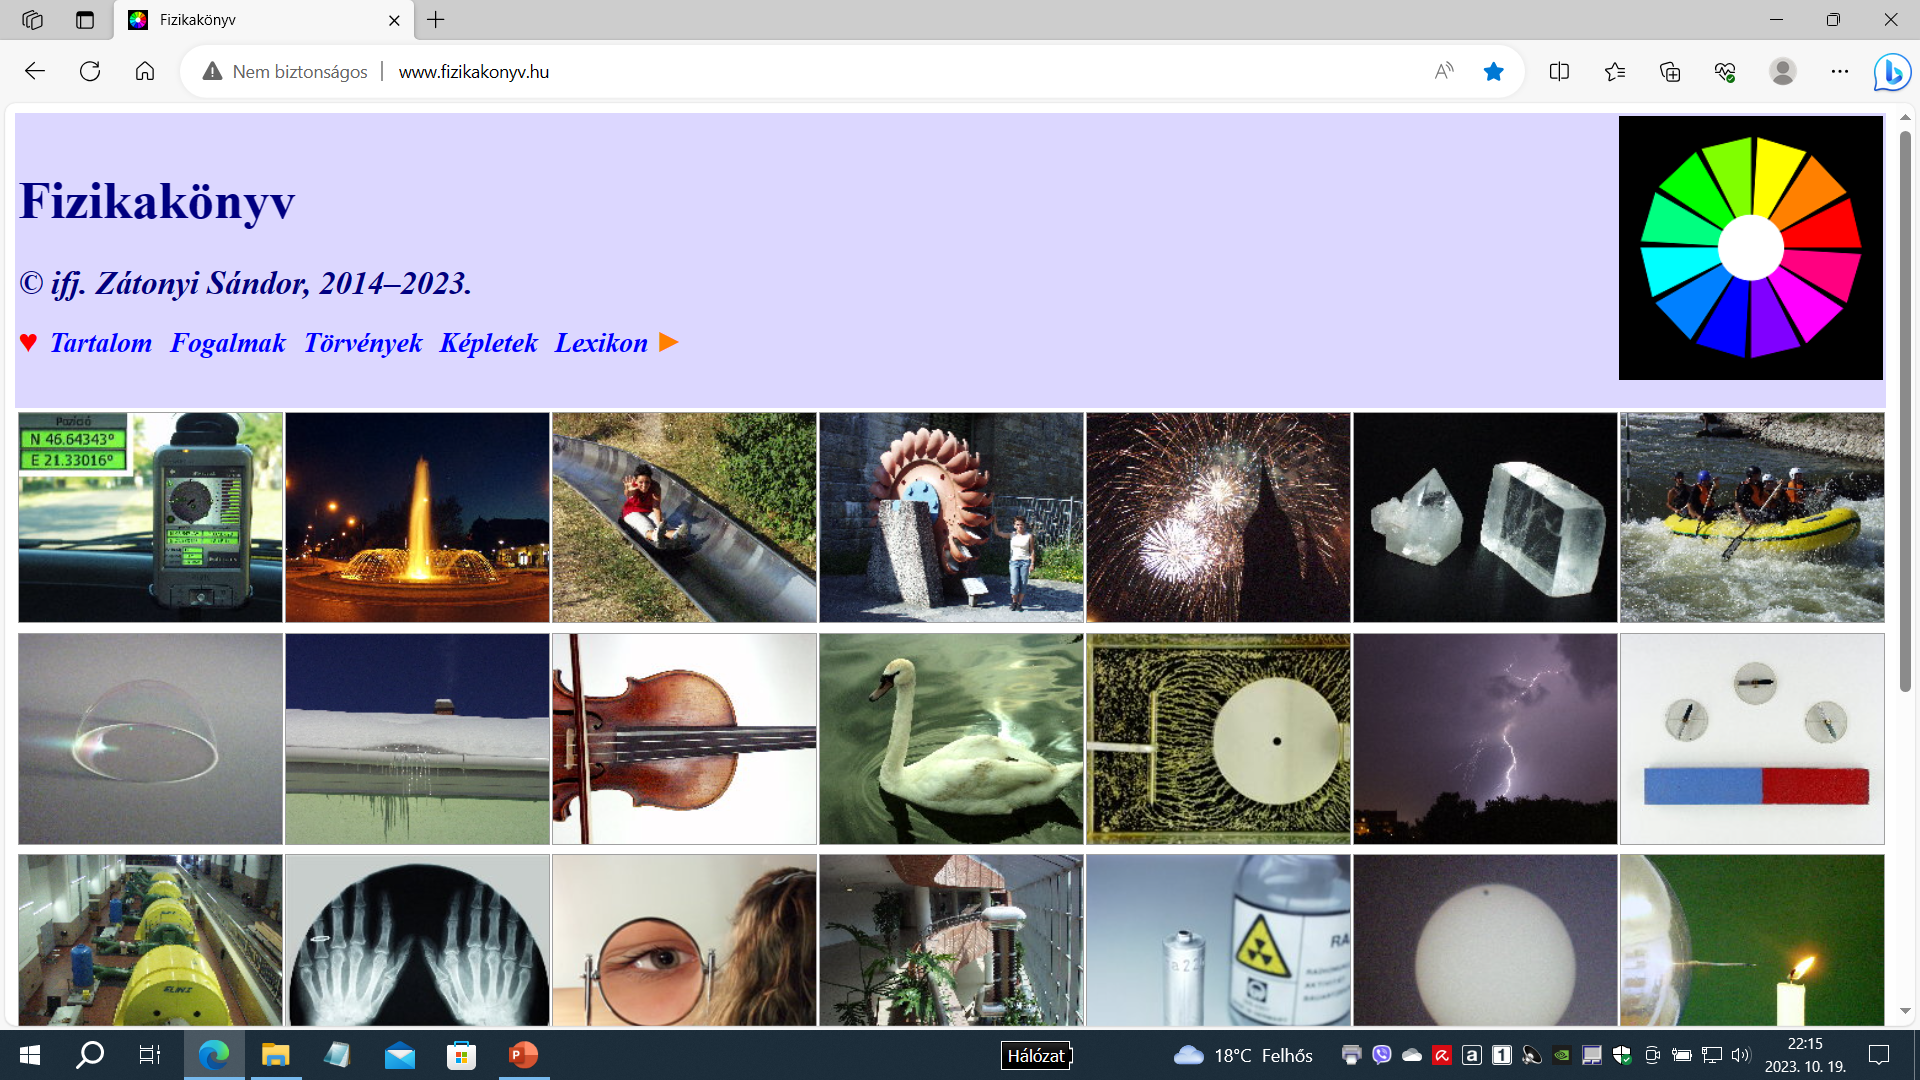 Fizikakönyv
Nem biztonságos
www.fizikakonyv.hu
Fizikakönyv
© ifj. Zátonyi Sándor, 2014–2023.
♥ Tartalom Fogalmak Törvények Képletek Lexikon ►
Pozíció
N 46.64343°
E 21.33016°
Hálózat
18°C Felhős
22:15
2023. 10. 19.